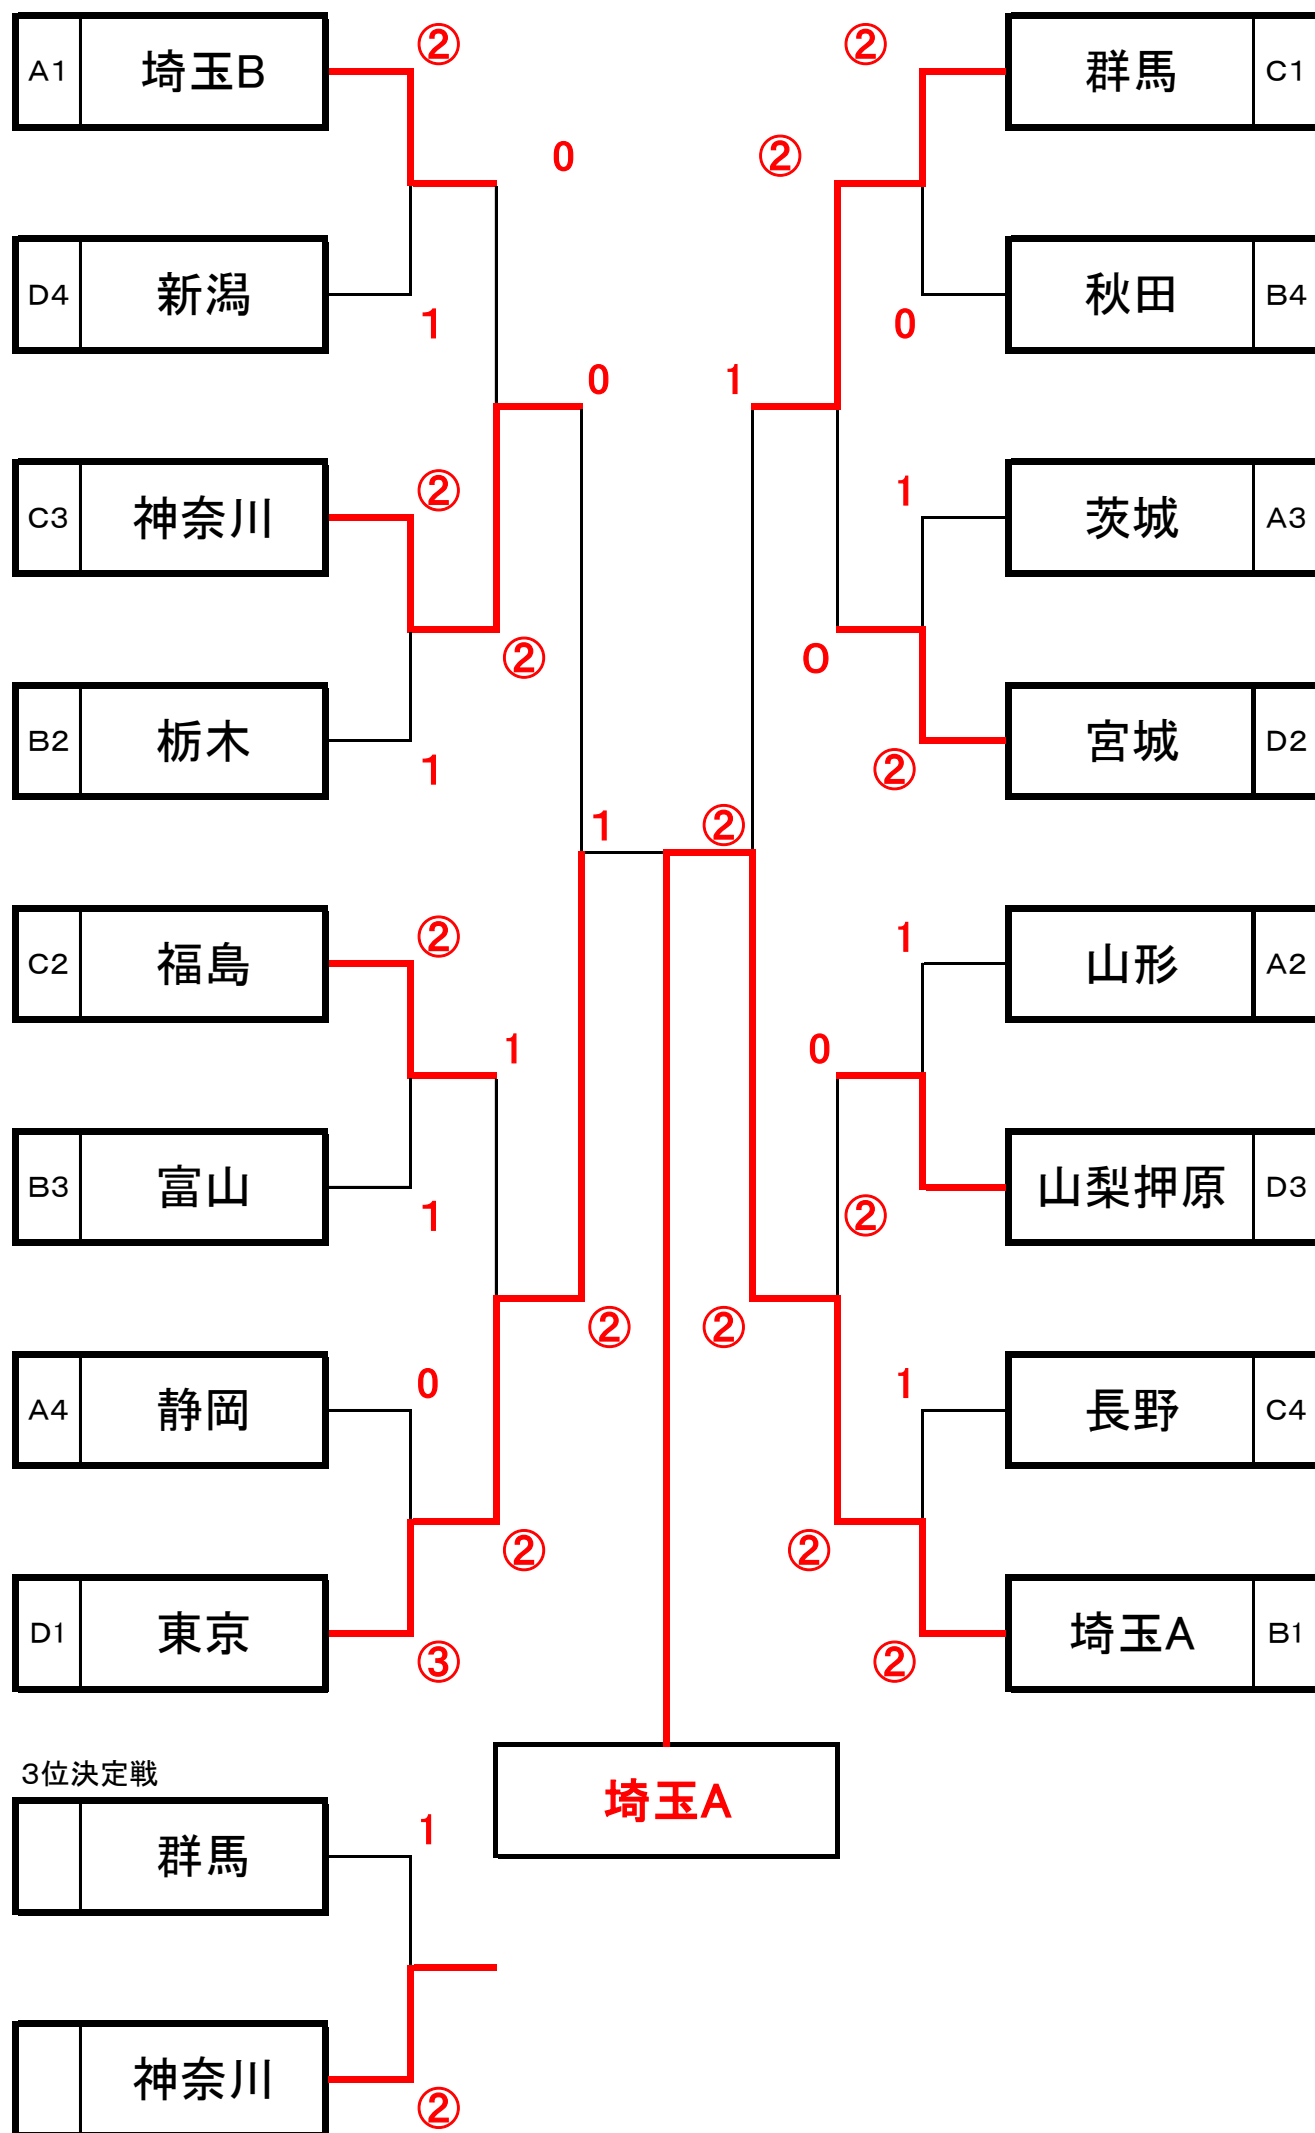 ② ②
A1 埼玉B 群馬 C1
0 ②
D4 新潟 秋田 B4
1 0
0 1
② 1
C3 神奈川 茨城 A3
② 0
B2 栃木 宮城 D2
1 ②
1 ②
② 1
C2 福島 山形 A2
1 0
B3 富山 山梨押原 D3
1 ②
② ②
0 1
A4 静岡 長野 C4
② ②
D1 東京 埼玉A B1
③ ②
3位決定戦
埼玉A
1
群馬
神奈川
②